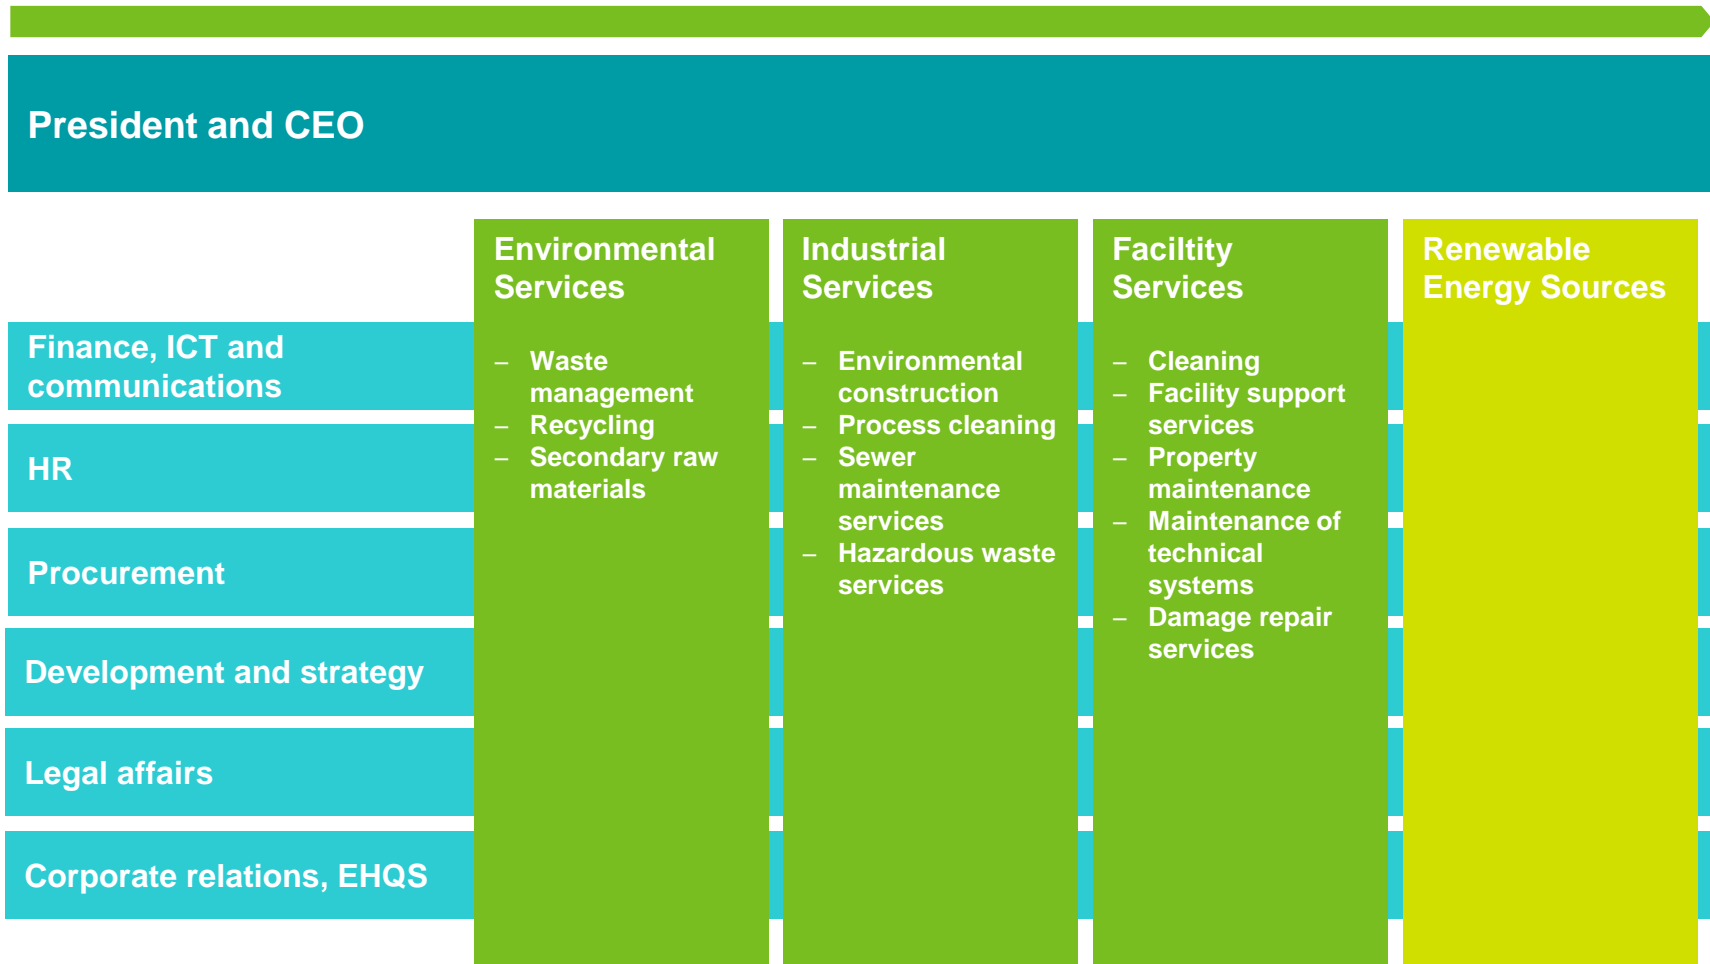 President and CEO
Environmental
Services
– Waste
management
– Recycling
– Secondary raw
materials
Industrial
Services
– Environmental
construction
– Process cleaning
– Sewer
maintenance
services
– Hazardous waste
services
Faciltity
Services
– Cleaning
– Facility support
services
– Property
maintenance
– Maintenance of
technical
systems
– Damage repair
services
Renewable
Energy Sources
Finance, ICT and
communications
HR
Procurement
Development and strategy
Legal affairs
Corporate relations, EHQS